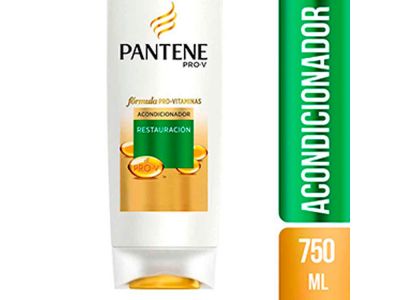 PANTENE
PRO-V
fórmula PRO-VITAMINAS
ACONDICIONADOR
RESTAURACIÓN
PRO-V
ACONDICIONADOR
750
ML